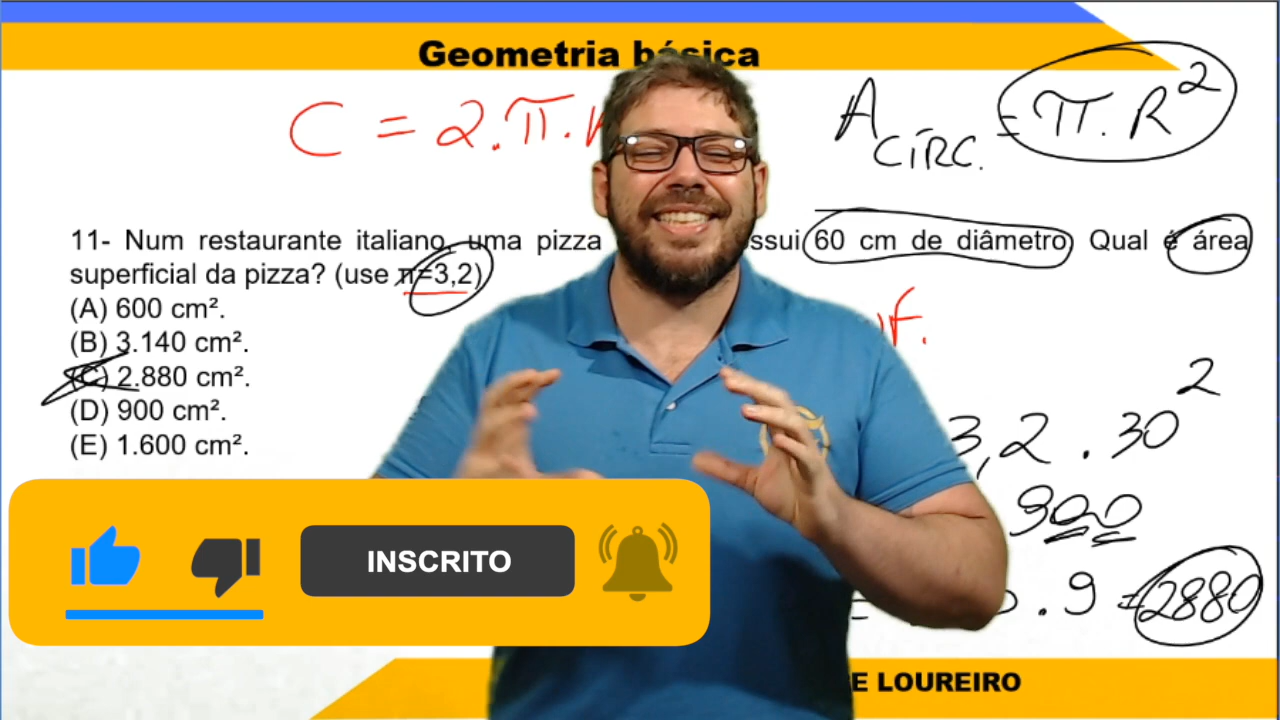 Geometria básica
C = 2.π.
A CÍRC. = π.R²
11- Num restaurante italiano, uma pizza 60 cm de diâmetro. Qual é área
superficial da pizza? (use π=3,2)
(A) 600 cm².
(B) 3.140 cm².
(C) 2.880 cm².
(D) 900 cm².
(E) 1.600 cm².
3,2 . 30²
900
. 9 = 2880
INSCRITO
LOUREIRO